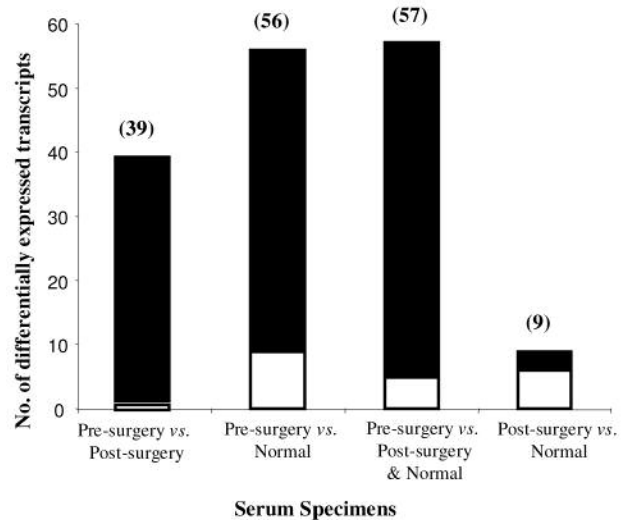 No. of differentially expressed transcripts
60
50
40
30
20
10
0
(39)
(56)
(57)
(9)
Pre-surgery vs.
Post-surgery
Pre-surgery vs.
Normal
Pre-surgery vs.
Post-surgery
& Normal
Post-surgery vs.
Normal
Serum Specimens